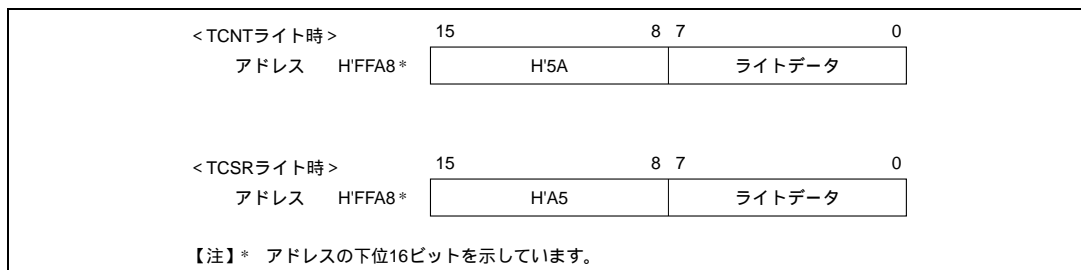 <TCNTライト時> 15 8 7 0
アドレス H'FFA8* H'5A ライトデータ
<TCSRライト時> 15 8 7 0
アドレス H'FFA8* H'A5 ライトデータ
【注】* アドレスの下位16ビットを示しています。